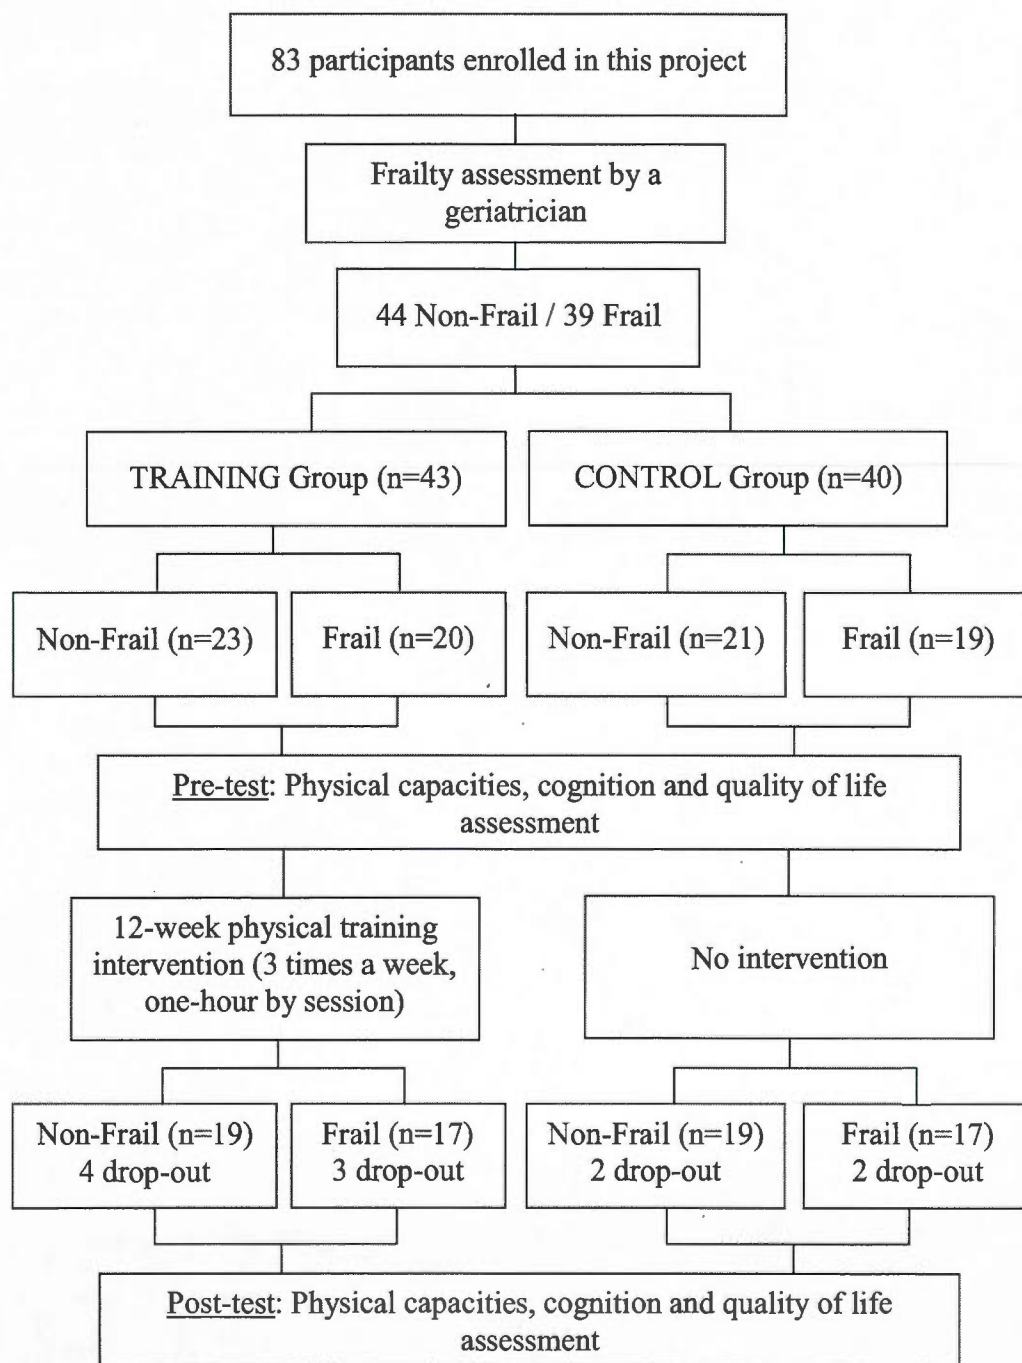 83 participants enrolled in this project
Frailty assessment by a
geriatrician
44 Non-Frail / 39 Frail
TRAINING Group (n=43)
CONTROL Group (n=40)
Non-Frail (n=23)
Frail (n=20)
Non-Frail (n=21)
Frail (n=19)
Pre-test: Physical capacities, cognition and quality of life
assessment
12-week physical training
intervention (3 times a week,
one-hour by session)
No intervention
Non-Frail (n=19)
4 drop-out
Frail (n=17)
3 drop-out
Non-Frail (n=19)
2 drop-out
Frail (n=17)
2 drop-out
Post-test: Physical capacities, cognition and quality of life
assessment